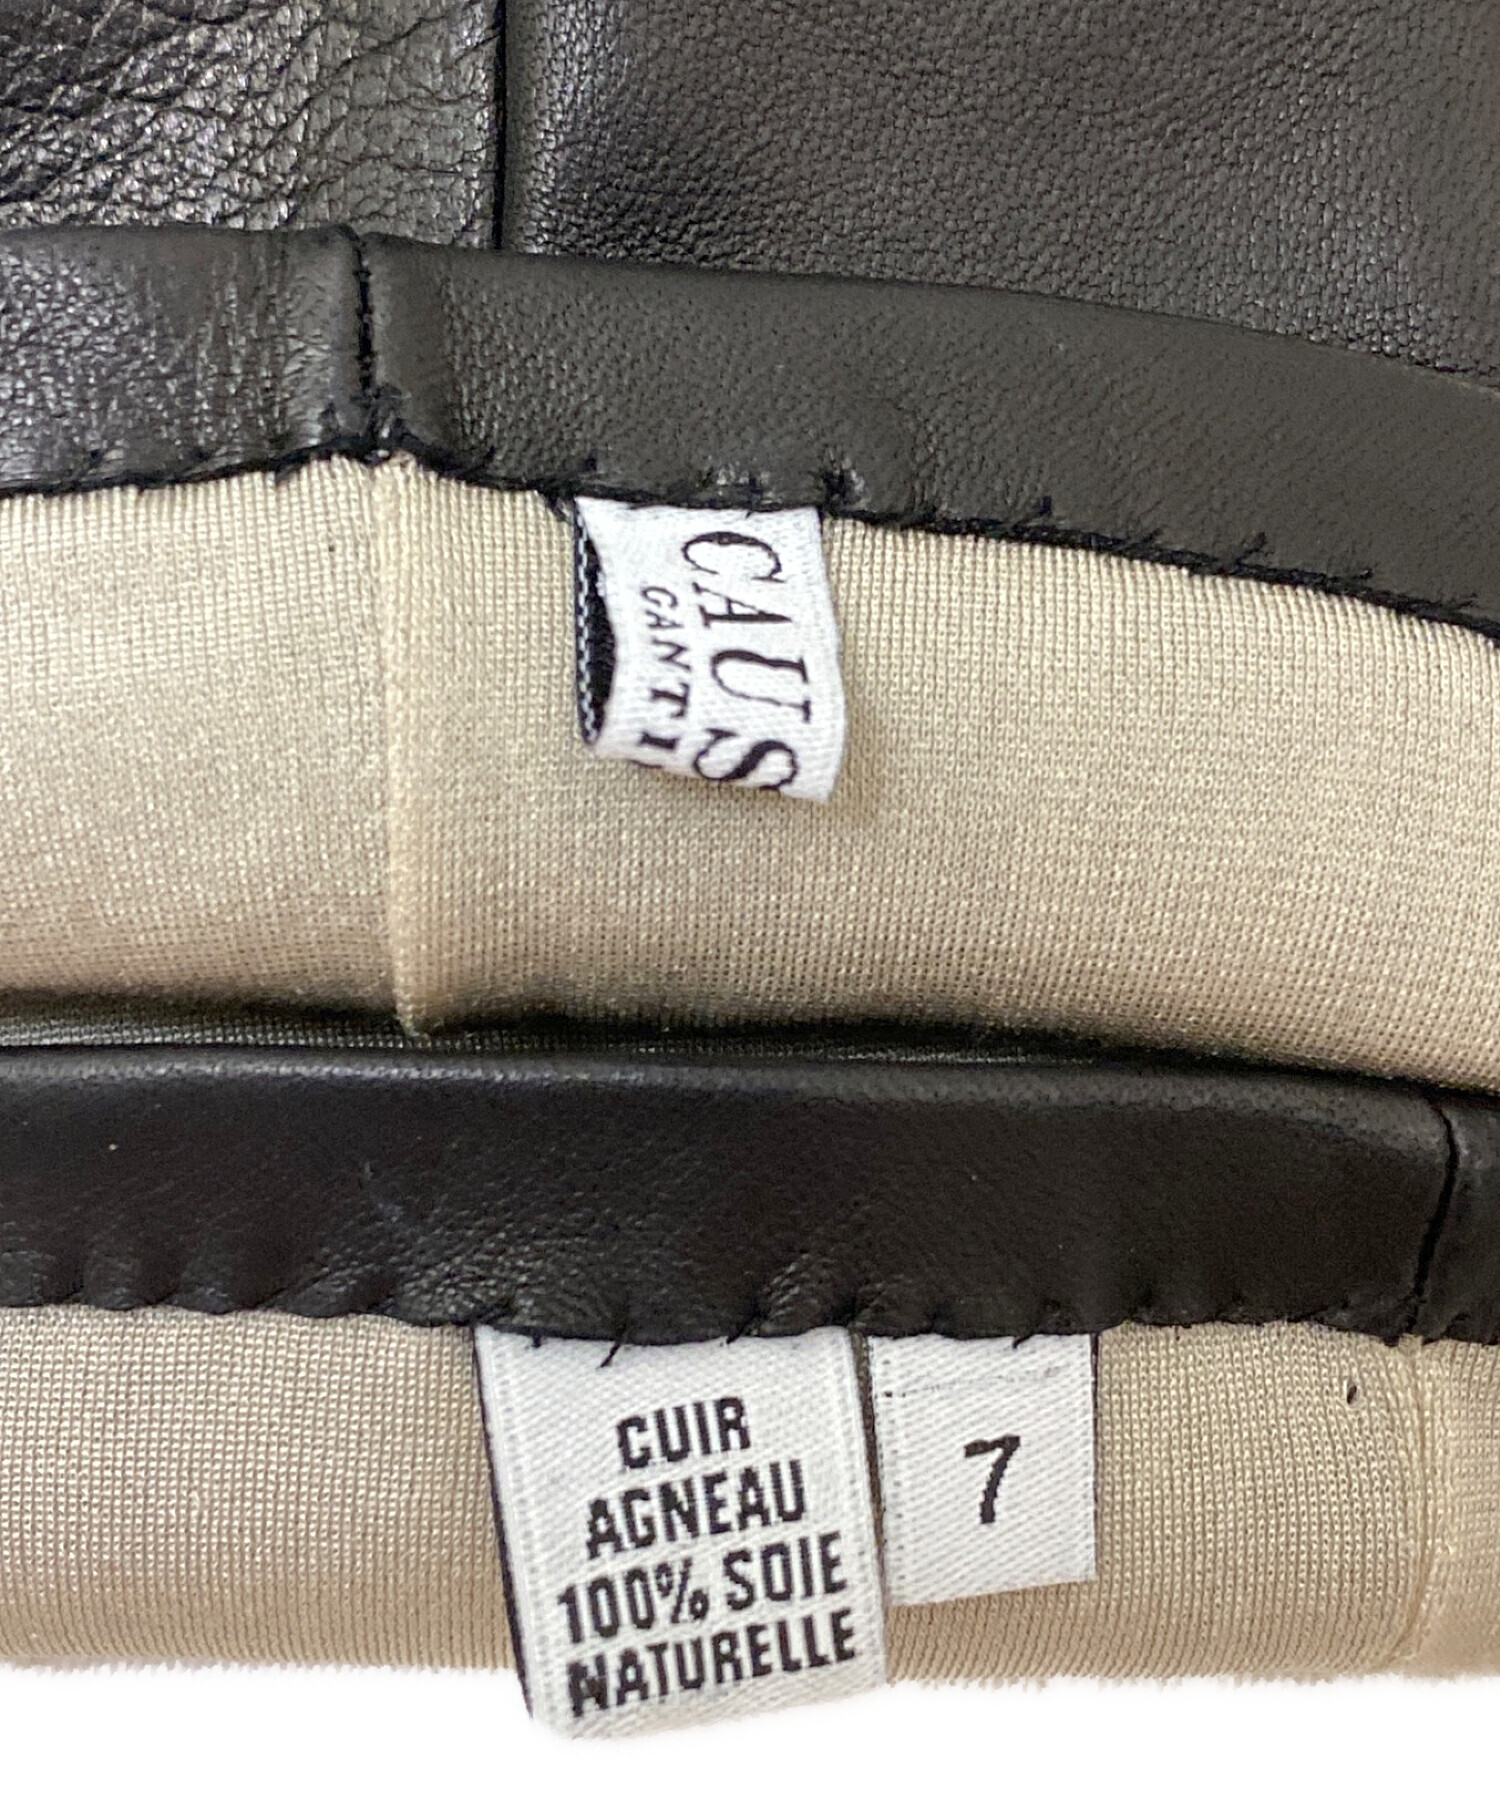 CAUS
GANTI
CUIR
AGNEAU
100% SOIE
NATURELLE
7